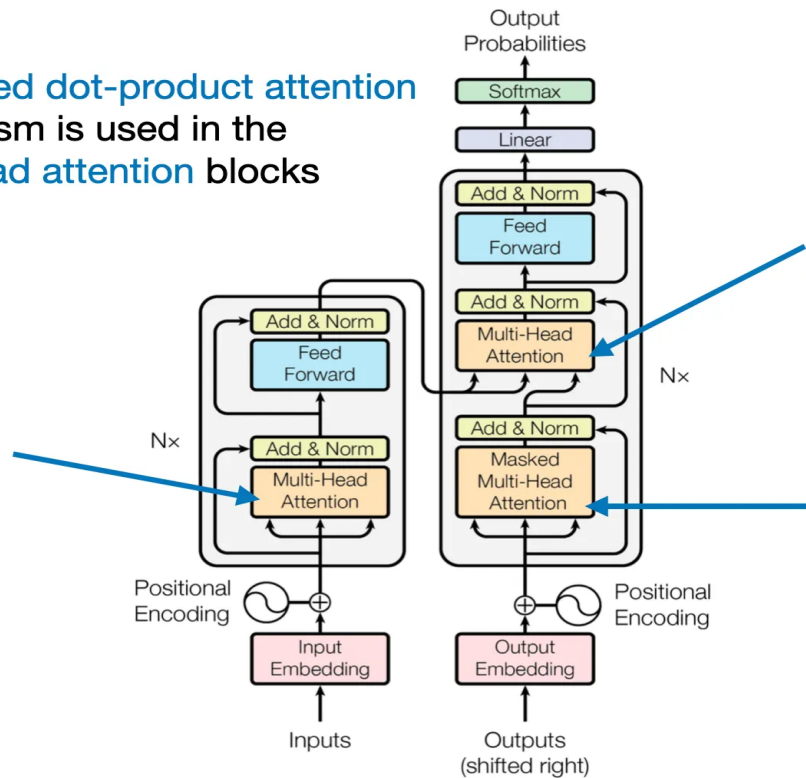 ed dot-product attention
sm is used in the
ad attention blocks
Output
Probabilities
Softmax
Linear
Add & Norm
Feed
Forward
Add & Norm
Multi-Head
Attention
Nx
Add & Norm
Masked
Multi-Head
Attention
Positional
Encoding
Output
Embedding
Outputs
(shifted right)
Add & Norm
Feed
Forward
Nx
Add & Norm
Multi-Head
Attention
Positional
Encoding
Input
Embedding
Inputs